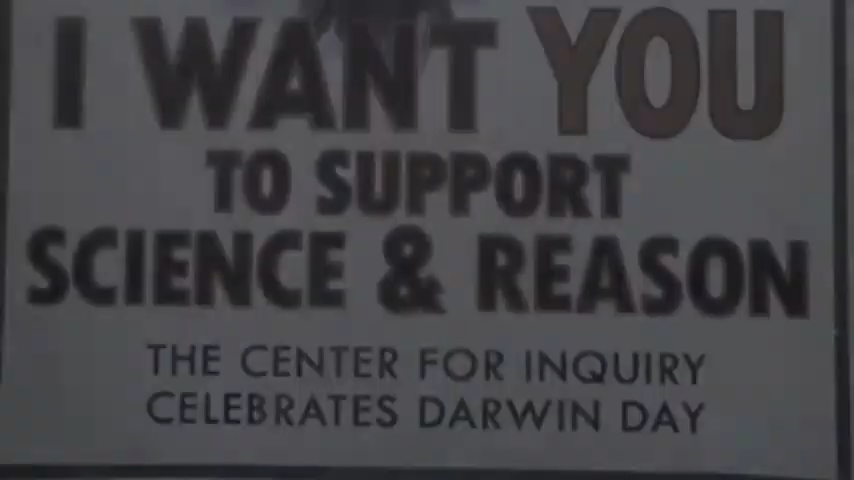 I WANT YOU
TO SUPPORT
SCIENCE & REASON
THE CENTER FOR INQUIRY
CELEBRATES DARWIN DAY